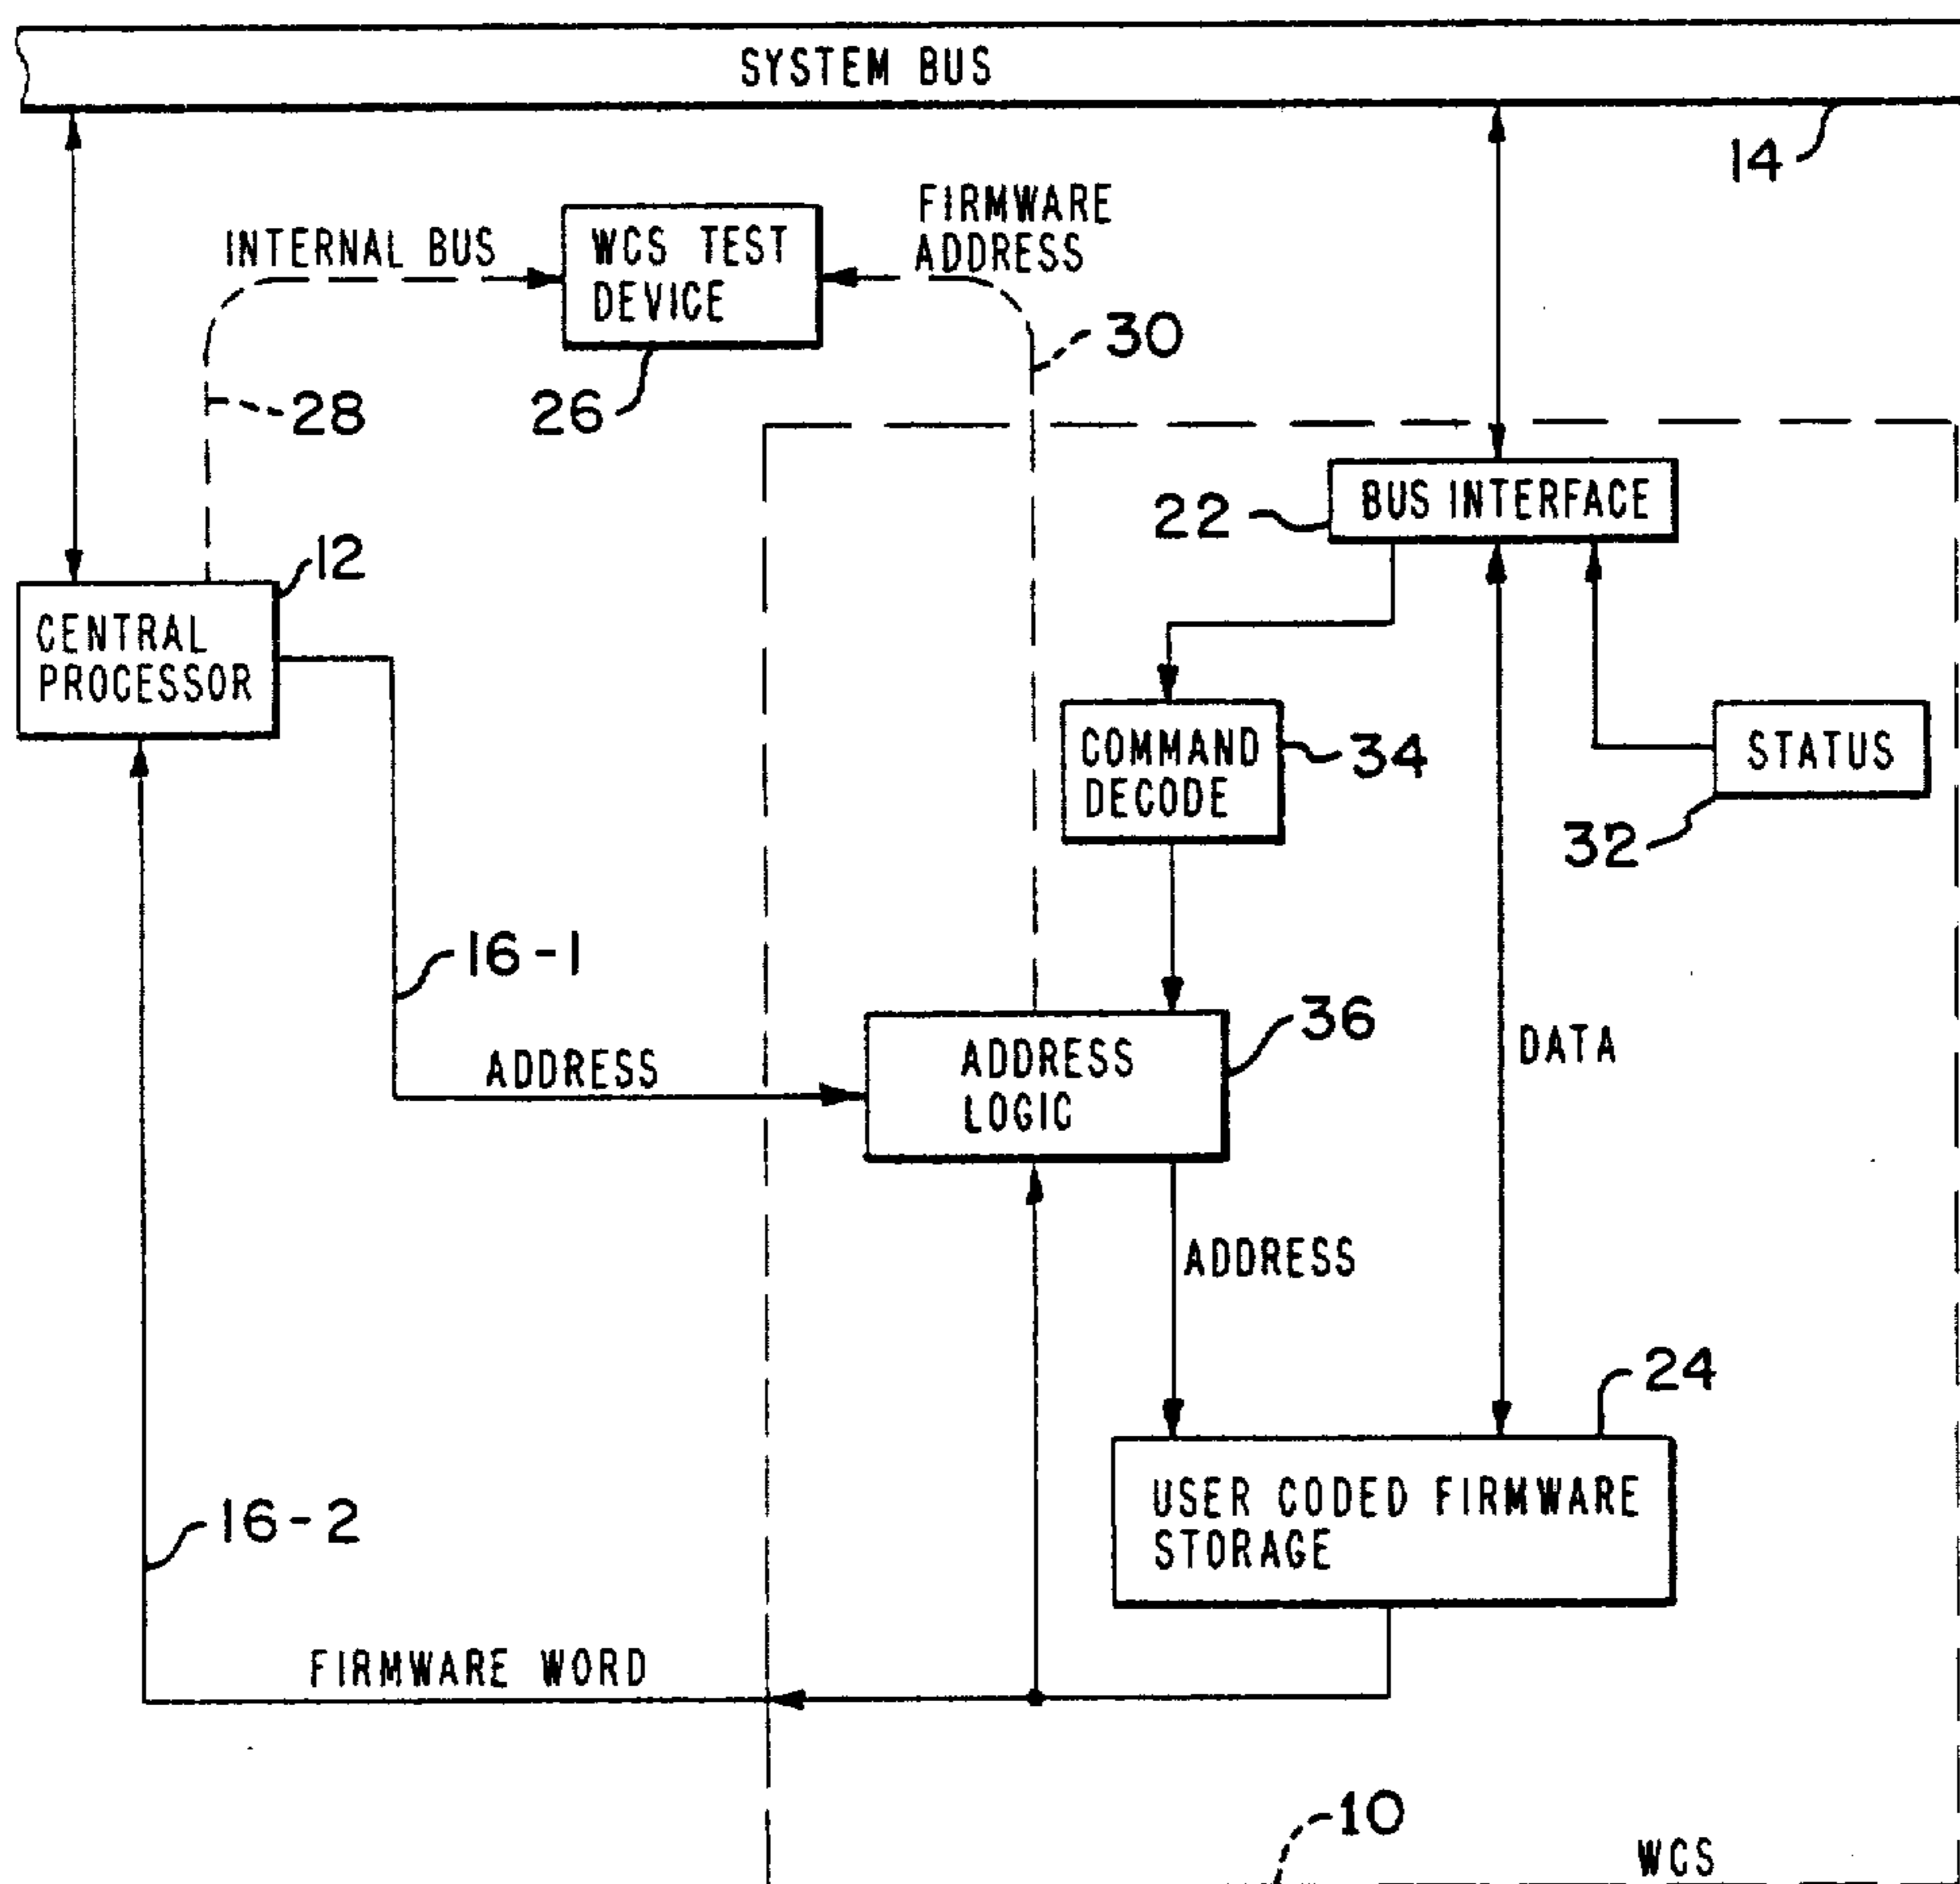 SYSTEM BUS
14
INTERNAL BUS
WCS TEST
DEVICE
FIRMWARE
ADDRESS
30
28
26
22
BUS INTERFACE
12
CENTRAL
PROCESSOR
COMMAND
DECODE
34
STATUS
32
16-1
36
ADDRESS
ADDRESS
LOGIC
DATA
ADDRESS
24
USER CODED FIRMWARE
STORAGE
16-2
FIRMWARE WORD
10
WCS